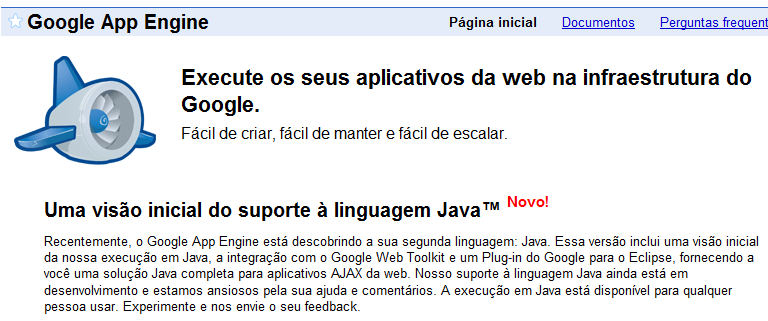 Google App Engine
Página inicial Documentos Perguntas frequent
Execute os seus aplicativos da web na infraestrutura do
Google.
Fácil de criar, fácil de manter e fácil de escalar.
Uma visão inicial do suporte à linguagem Java™ Novo!
Recentemente, o Google App Engine está descobrindo a sua segunda linguagem: Java. Essa versão inclui uma visão inicial
da nossa execução em Java, a integração com o Google Web Toolkit e um Plug-in do Google para o Eclipse, fornecendo a
você uma solução Java completa para aplicativos AJAX da web. Nosso suporte à linguagem Java ainda está em
desenvolvimento e estamos ansiosos pela sua ajuda e comentários. A execução em Java está disponível para qualquer
pessoa usar. Experimente e nos envie o seu feedback.